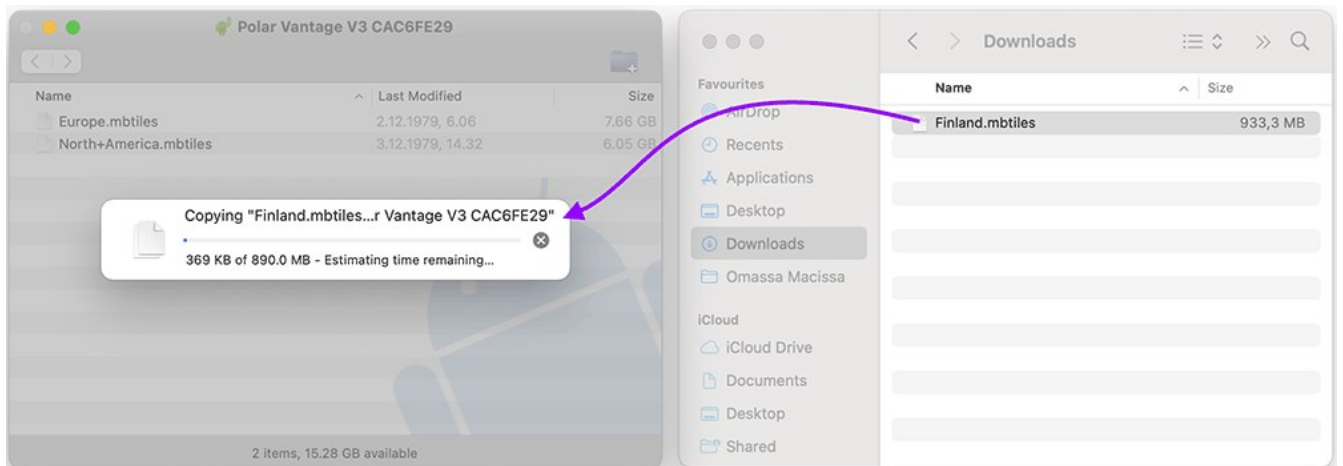 Polar Vantage V3 CAC6FE29
Name Last Modified Size
Europe.mbtiles 2.12.1979, 6.06 7.66 GB
North+America.mbtiles 3.12.1979, 14.32 6.05 GB
Copying "Finland.mbtiles...r Vantage V3 CAC6FE29"
369 KB of 890.0 MB - Estimating time remaining...
2 items, 15.28 GB available
Favourites
AirDrop
Recents
Applications
Desktop
Downloads
Omassa Macissa
iCloud
iCloud Drive
Documents
Desktop
Shared
Downloads
Name Size
Finland.mbtiles 933,3 MB